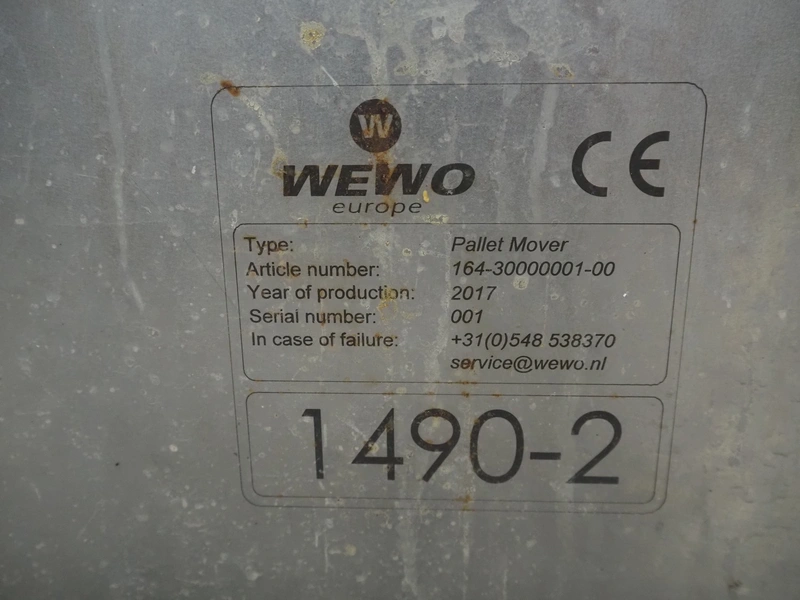 W
WEWO
europe
CE
Type: Pallet Mover
Article number: 164-30000001-00
Year of production: 2017
Serial number: 001
In case of failure: +31(0)548 538370
service@wewo.nl
1490-2